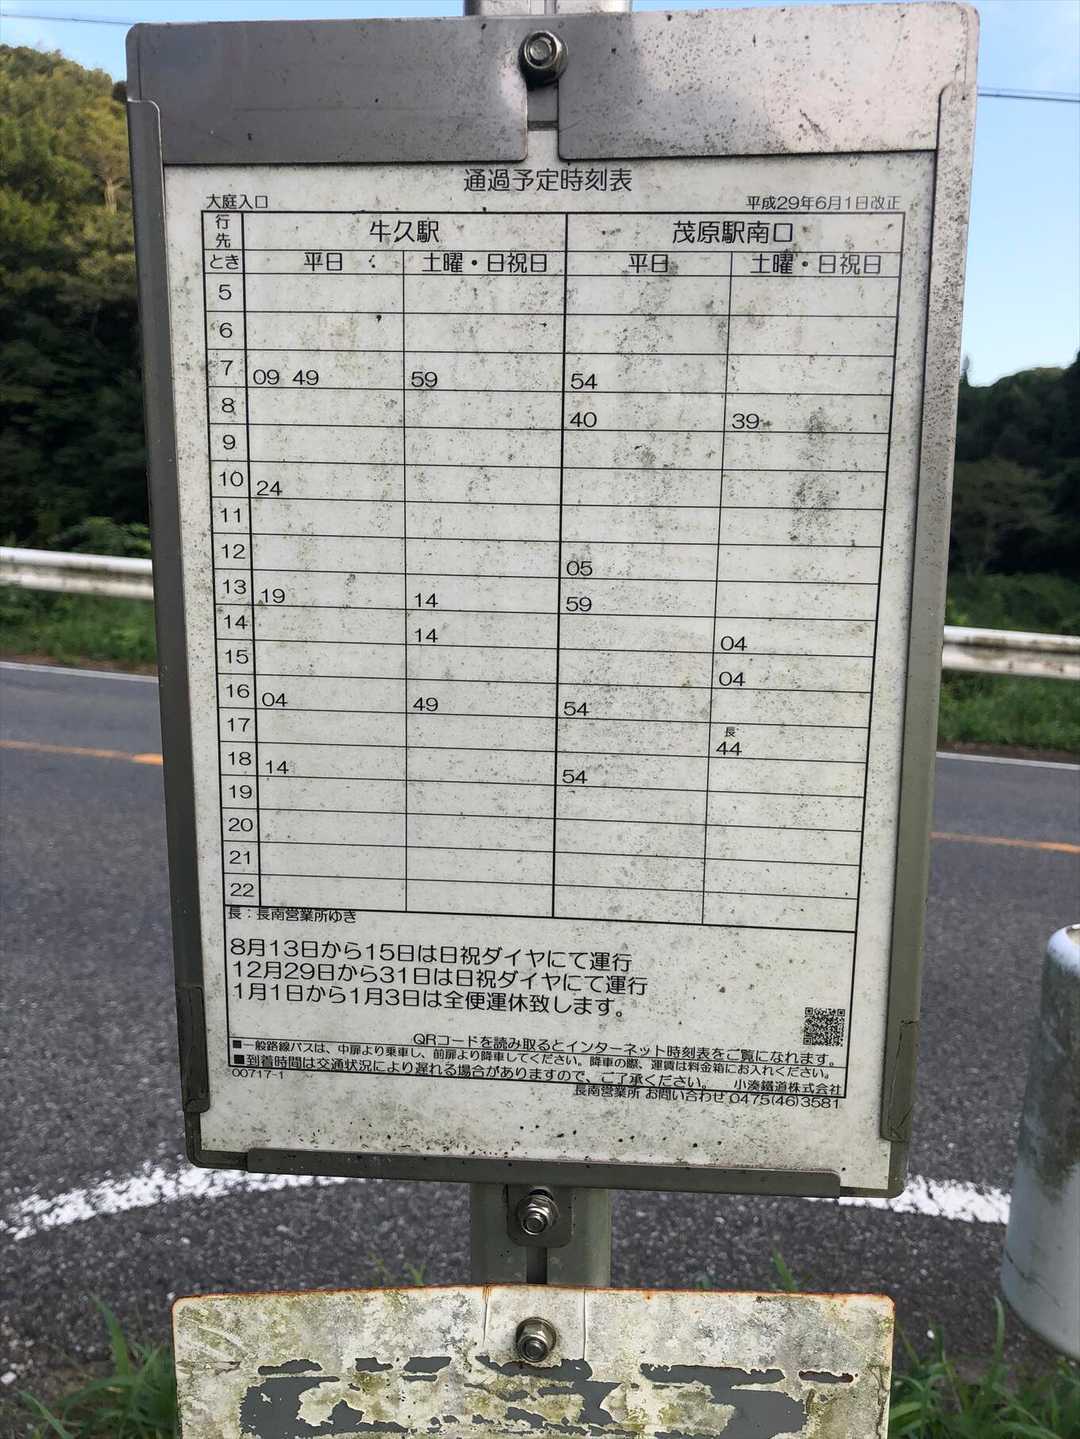 通過予定時刻表
大庭入口 平成29年6月1日改正
行先 牛久駅 茂原駅南口
とき 平日 土曜・日祝日 平日 土曜・日祝日
5
6
7 09 49 59 54
8 40 39
9
10 24
11
12 05
13 19 14 59
14 14 04
15 04
16 04 49 54
17 長44
18 14 54
19
20
21
22
長：長南営業所ゆき
8月13日から15日は日祝ダイヤにて運行
12月29日から31日は日祝ダイヤにて運行
1月1日から1月3日は全便運休致します。
QRコードを読み取るとインターネット時刻表をご覧になれます。
■一般路線バスは、中扉より乗車し、前扉より降車してください。降車の際、運賃は料金箱にお入れください。
■到着時間は交通状況により遅れる場合がありますので、ご了承ください。 小湊鐵道株式会社
00717-1 長南営業所 お問い合わせ 0475(46)3581